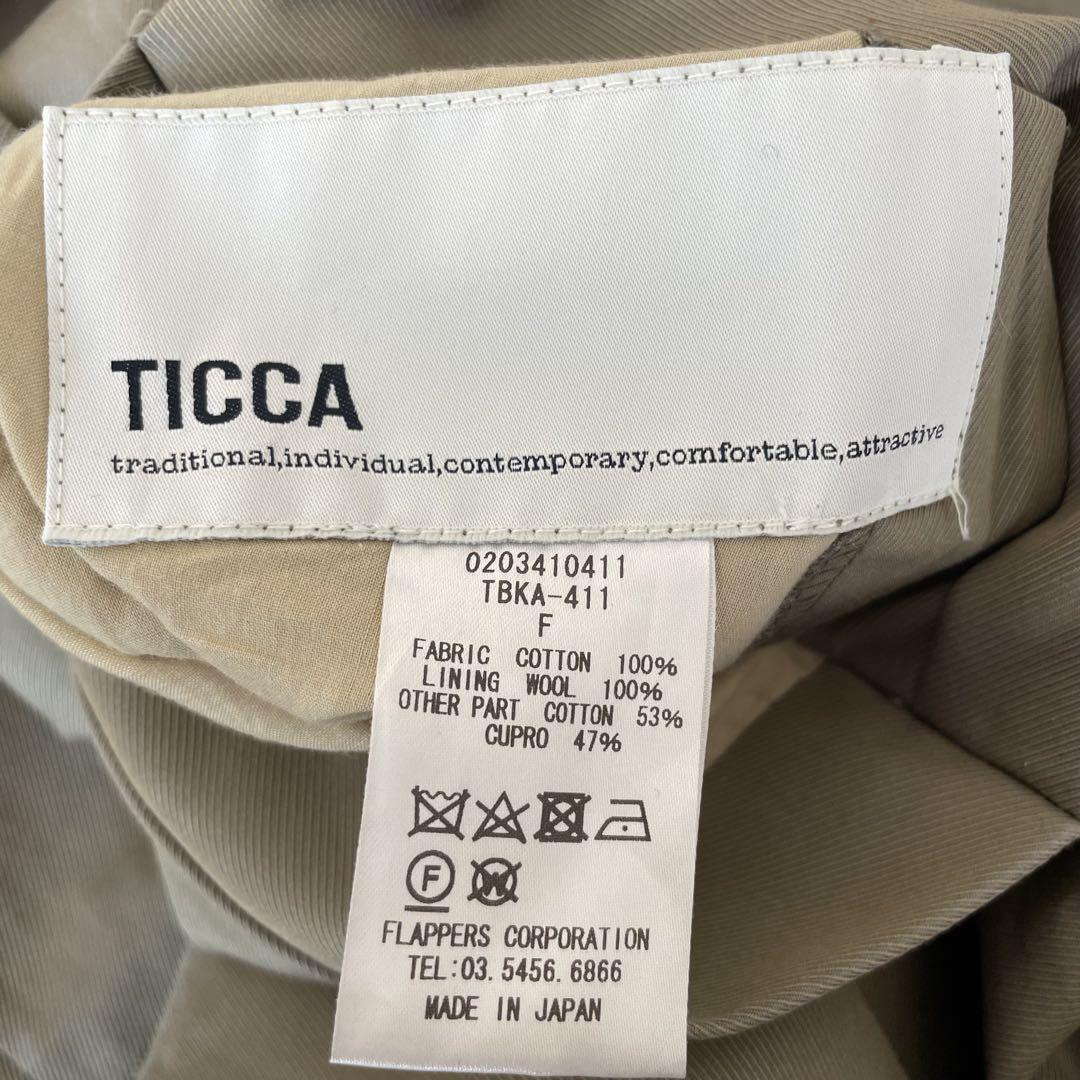 TICCA
traditional,individual,contemporary,comfortable,attractive
0203410411
TBKA-411
F
FABRIC COTTON 100%
LINING WOOL 100%
OTHER PART COTTON 53%
CUPRO 47%
F W
FLAPPERS CORPORATION
TEL:03.5456.6866
MADE IN JAPAN